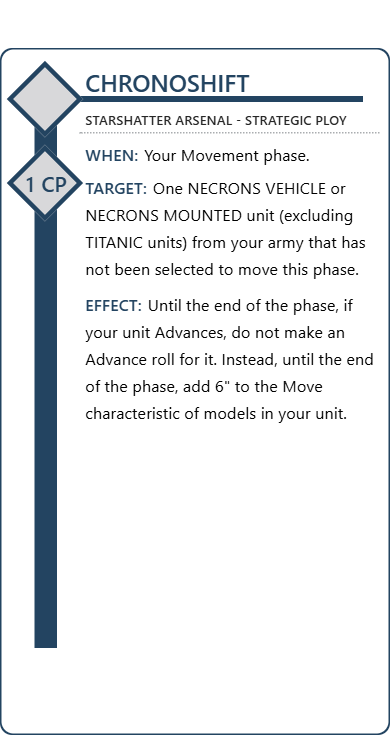 CHRONOSHIFT
STARSHATTER ARSENAL - STRATEGIC PLOY
WHEN: Your Movement phase.
1 CP
TARGET: One NECRONS VEHICLE or
NECRONS MOUNTED unit (excluding
TITANIC units) from your army that has
not been selected to move this phase.
EFFECT: Until the end of the phase, if
your unit Advances, do not make an
Advance roll for it. Instead, until the end
of the phase, add 6" to the Move
characteristic of models in your unit.